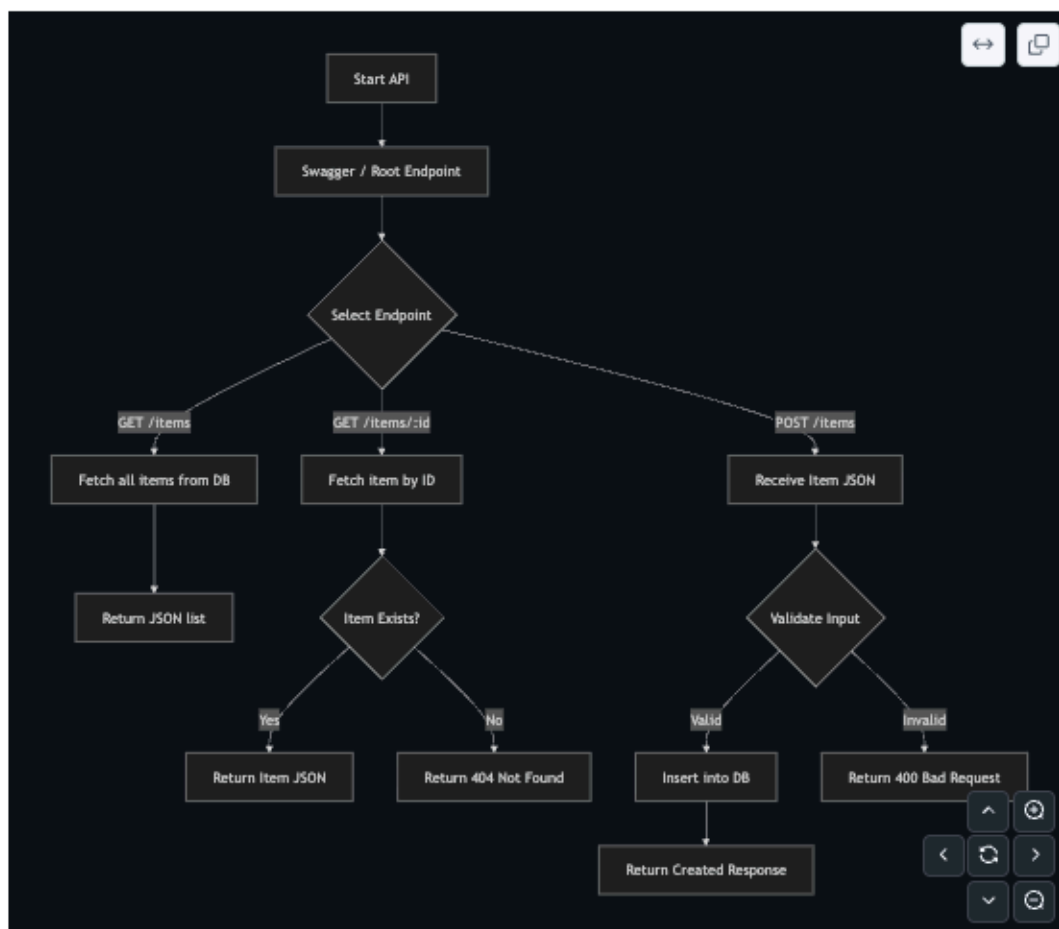 Start API
Swagger / Root Endpoint
Select Endpoint
GET /items
GET /items/:id
POST /items
Fetch all items from DB
Fetch item by ID
Receive Item JSON
Return JSON list
Item Exists?
Validate Input
Yes
No
Valid
Invalid
Return Item JSON
Return 404 Not Found
Insert into DB
Return 400 Bad Request
Return Created Response